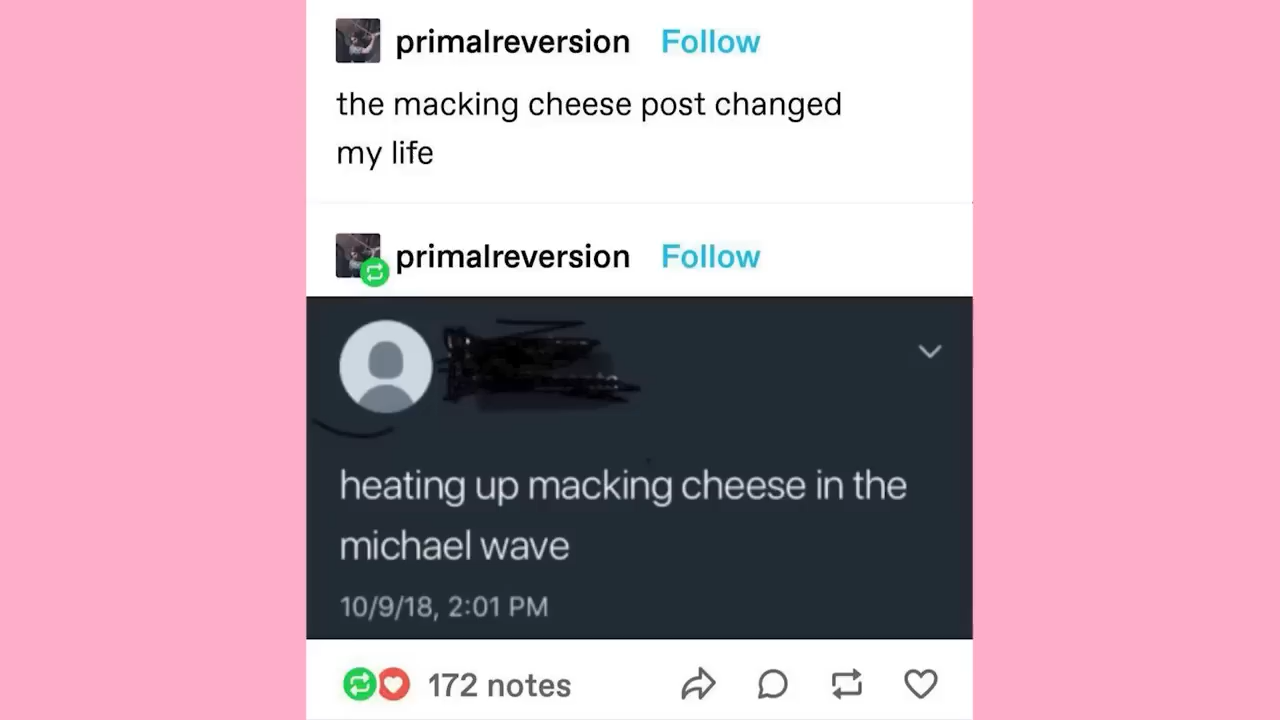 primalreversion Follow
the macking cheese post changed
my life
primalreversion Follow
heating up macking cheese in the
michael wave
10/9/18, 2:01 PM
172 notes